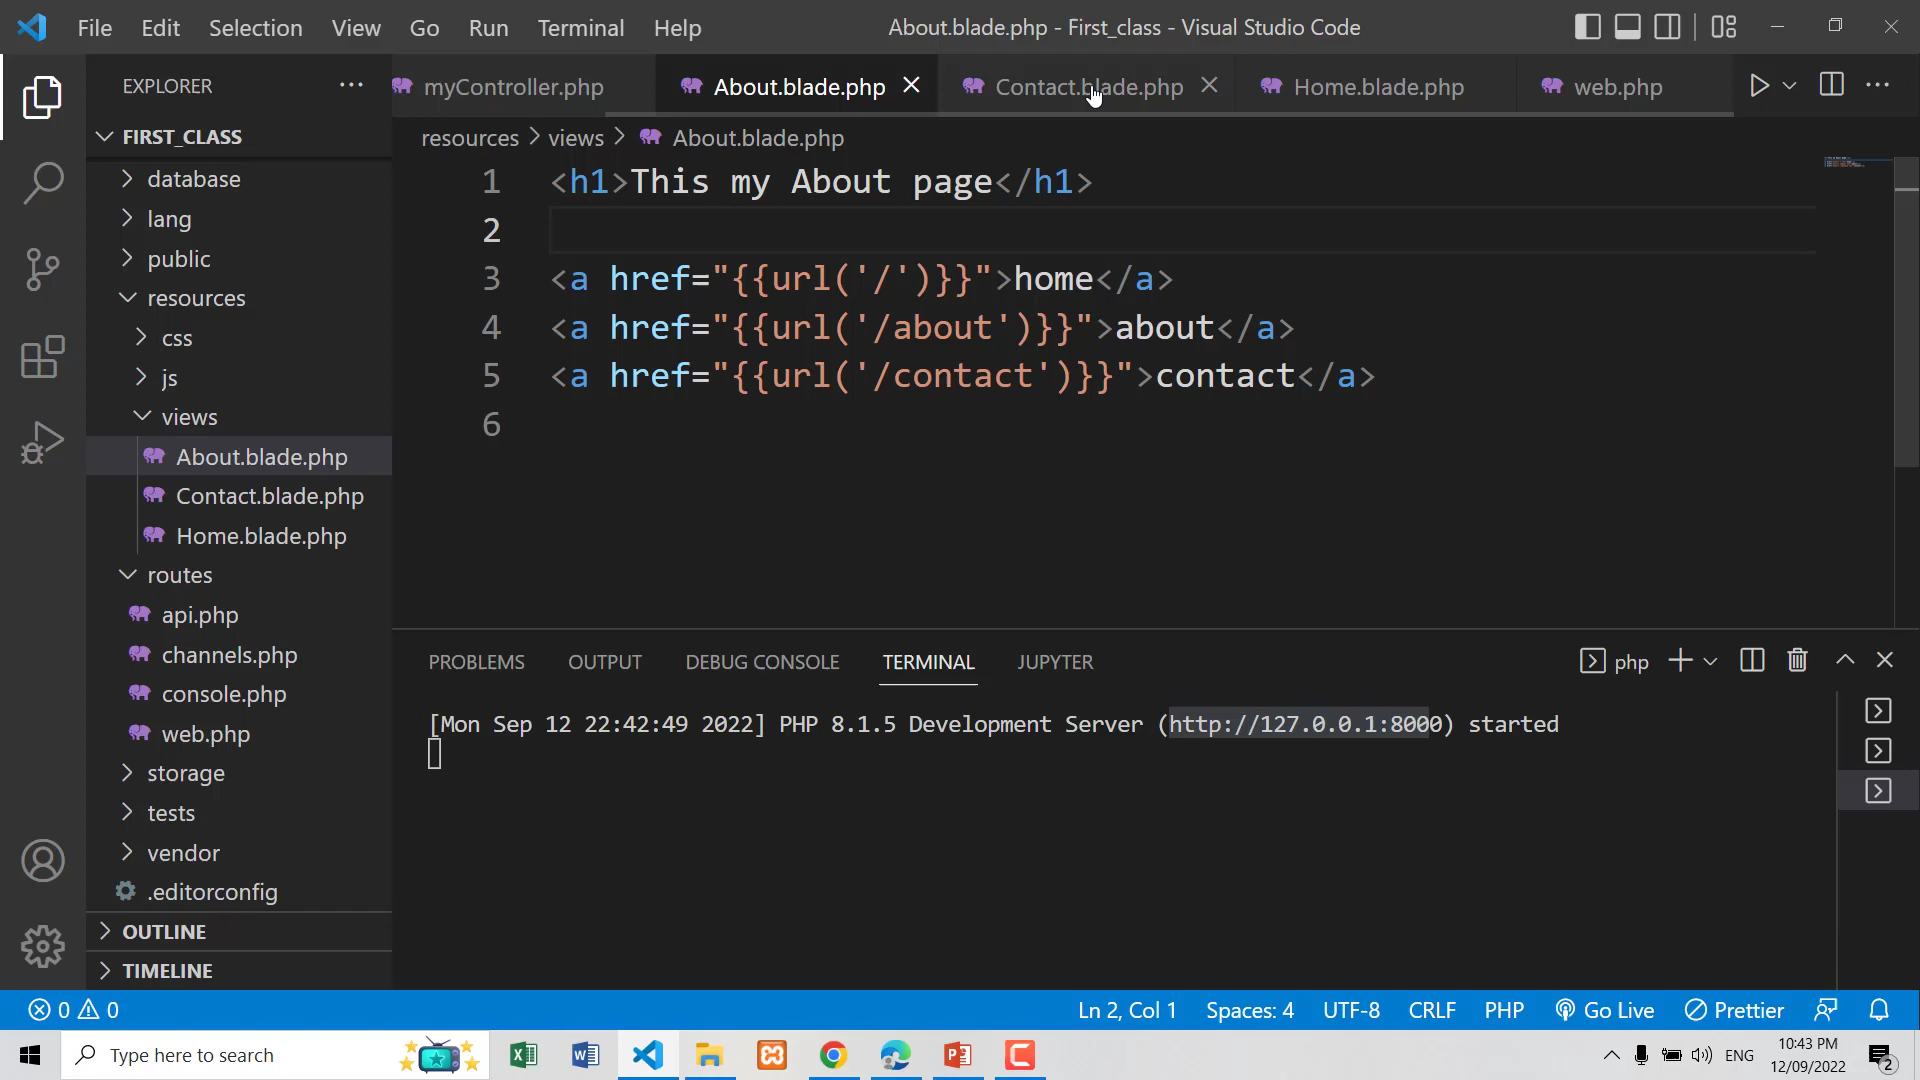 File Edit Selection View Go Run Terminal Help
About.blade.php - First_class - Visual Studio Code
EXPLORER
myController.php
About.blade.php
Contact.blade.php
Home.blade.php
web.php
resources > views > About.blade.php
FIRST_CLASS
database
lang
public
resources
css
js
views
About.blade.php
Contact.blade.php
Home.blade.php
routes
api.php
channels.php
console.php
web.php
storage
tests
vendor
.editorconfig
OUTLINE
TIMELINE
1 <h1>This my About page</h1>
2
3 <a href="{{url('/')}}">home</a>
4 <a href="{{url('/about')}}">about</a>
5 <a href="{{url('/contact')}}">contact</a>
6
PROBLEMS OUTPUT DEBUG CONSOLE TERMINAL JUPYTER
php
[Mon Sep 12 22:42:49 2022] PHP 8.1.5 Development Server (http://127.0.0.1:8000) started
0 0
Ln 2, Col 1 Spaces: 4 UTF-8 CRLF PHP Go Live Prettier
Type here to search
ENG
10:43 PM
12/09/2022
2